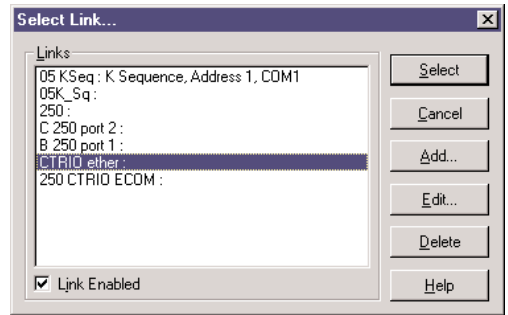 Select Link...
Links
05 KSeq : K Sequence, Address 1, COM1
05K_Sq :
250 :
C 250 port 2 :
B 250 port 1 :
CTRIO ether :
250 CTRIO ECOM :
Link Enabled
Select
Cancel
Add...
Edit...
Delete
Help